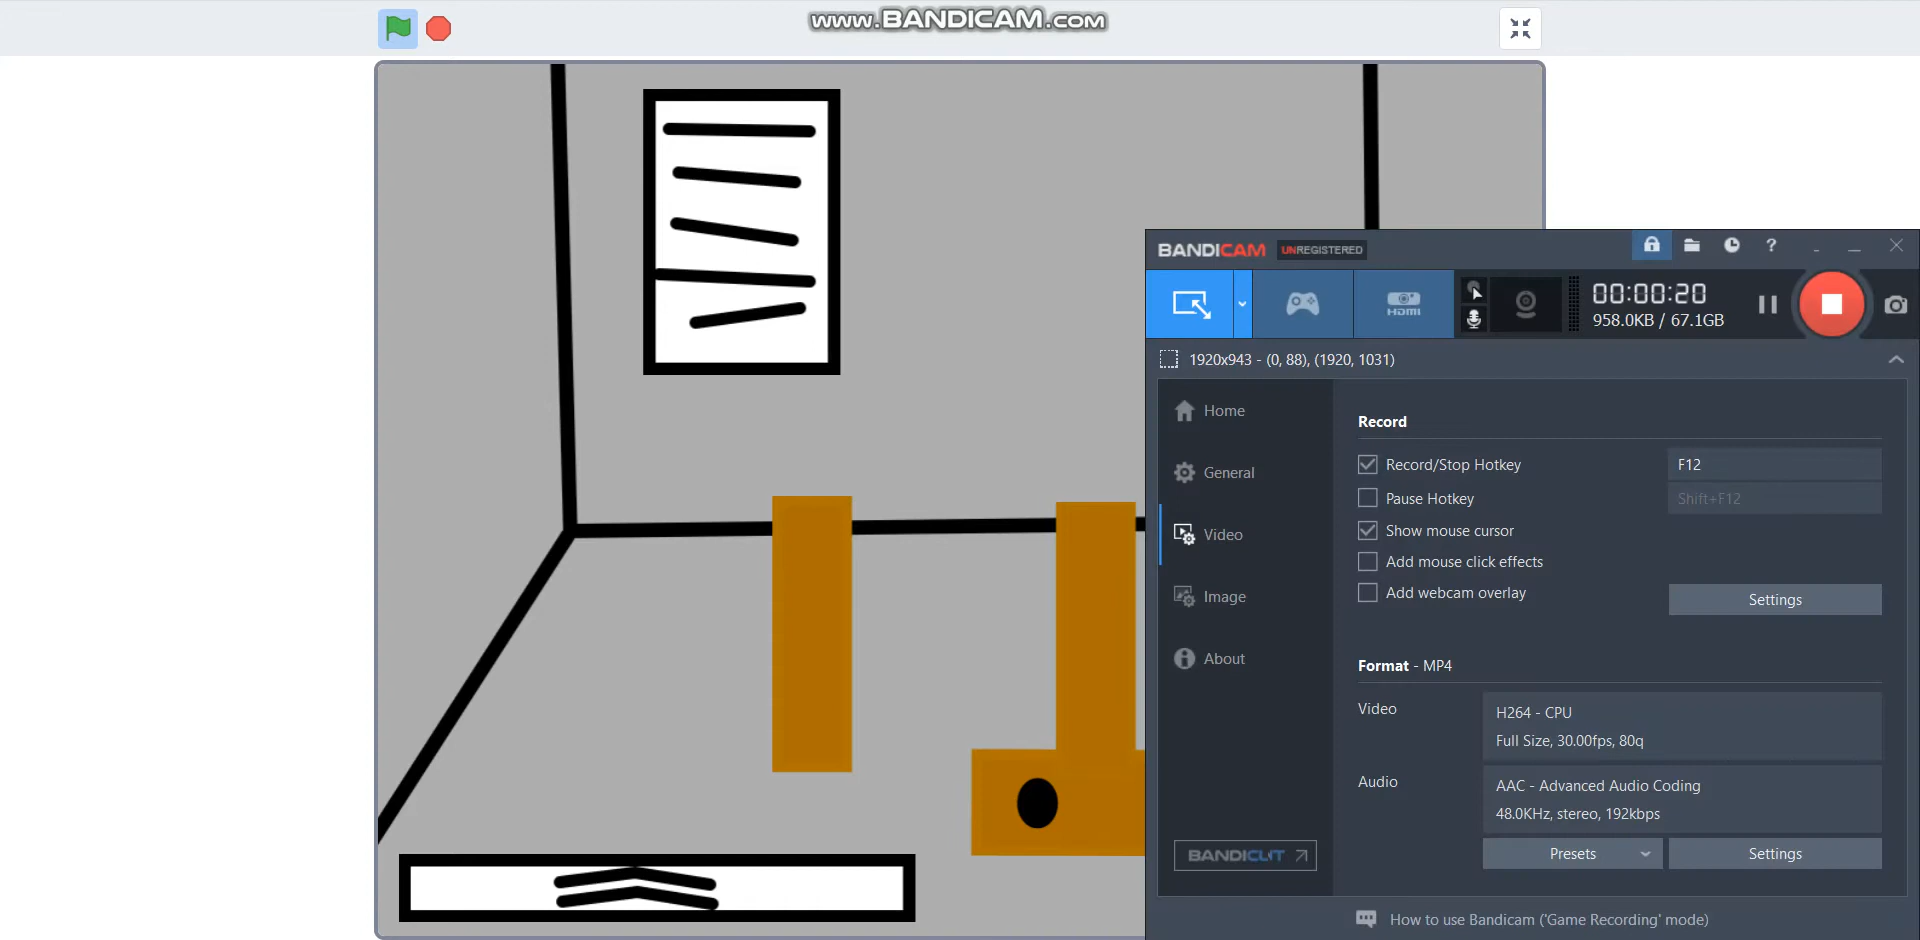 www.BANDICAM.com
BANDICAM UNREGISTERED
?
HDMI
00:00:20
958.0KB / 67.1GB
1920x943 - (0, 88), (1920, 1031)
Home
General
Video
Image
About
BANDICUT
Record
Record/Stop Hotkey F12
Pause Hotkey Shift+F12
Show mouse cursor
Add mouse click effects
Add webcam overlay
Settings
Format - MP4
Video
H264 - CPU
Full Size, 30.00fps, 80q
Audio
AAC - Advanced Audio Coding
48.0KHz, stereo, 192kbps
Presets
Settings
How to use Bandicam ('Game Recording' mode)